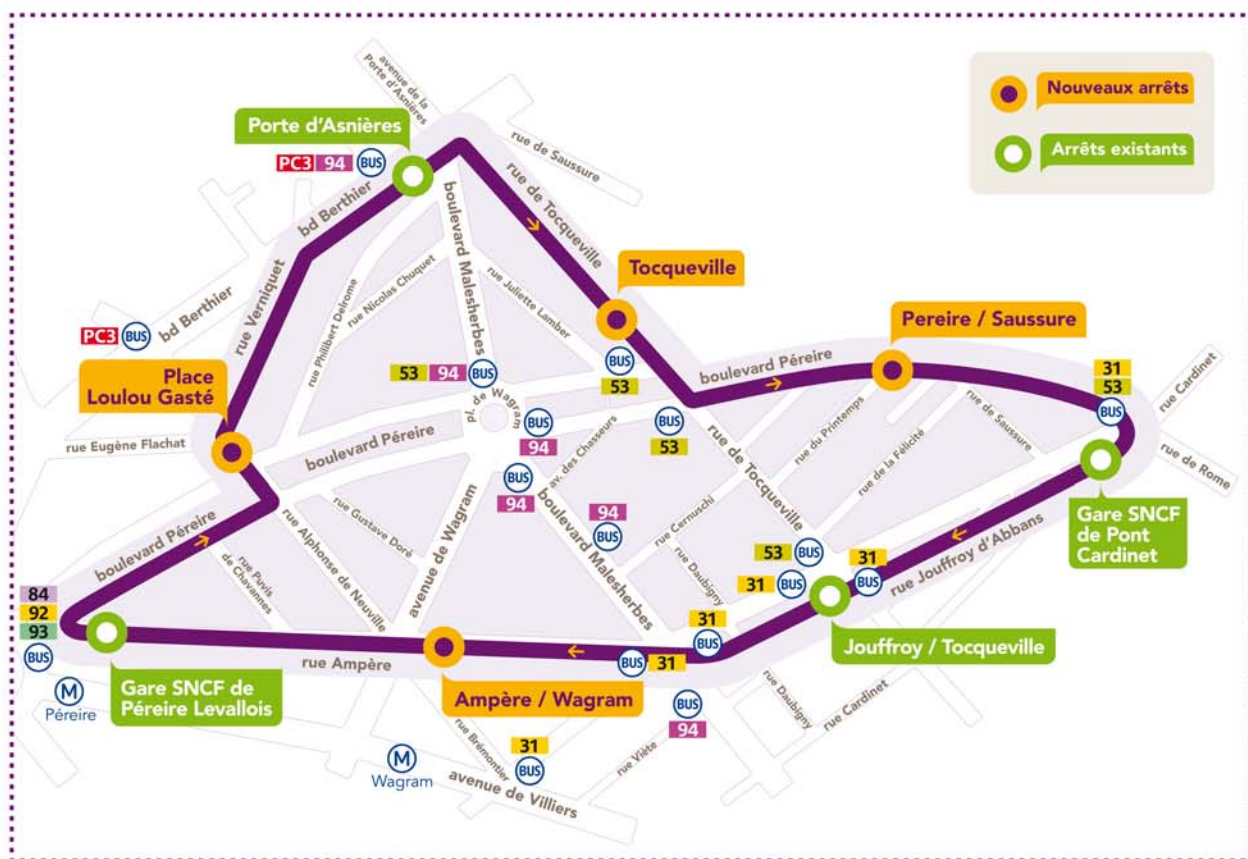 Nouveaux arrêts
Arrêts existants
avenue de la
Porte d'Asnières
rue de Saussure
Porte d'Asnières
PC3 94 BUS
bd Berthier
rue de Tocqueville
boulevard Malesherbes
rue Nicolas Chuquet
rue Juliette Lamber
rue Philibert Delrome
rue Verniquet
bd Berthier
PC3 BUS
Tocqueville
BUS
53
Pereire / Saussure
boulevard Péreire
31
53
BUS
rue Cardinet
rue de Rome
Place
Loulou Gasté
53 94 BUS
pl. de Wagram
rue Eugène Flachat
boulevard Péreire
BUS
94
BUS
94
av. des Chasseurs
BUS
53
rue du Printemps
rue de Saussure
rue de la Félicité
rue de Tocqueville
Gare SNCF
de Pont
Cardinet
boulevard Péreire
rue Gustave Doré
rue Alphonse de Neuville
rue Puvis
de Chavannes
avenue de Wagram
boulevard Malesherbes
94
BUS
rue Cernuschi
rue Daubigny
53 BUS
31 BUS
31
BUS
rue Jouffroy d'Abbans
84
92
93
BUS
M
Péreire
Gare SNCF de
Péreire Levallois
rue Ampère
Ampère / Wagram
31
BUS
BUS 31
Jouffroy / Tocqueville
rue Daubigny
rue Cardinet
BUS
94
rue Viète
rue Brémontier
31
BUS
M
Wagram
avenue de Villiers